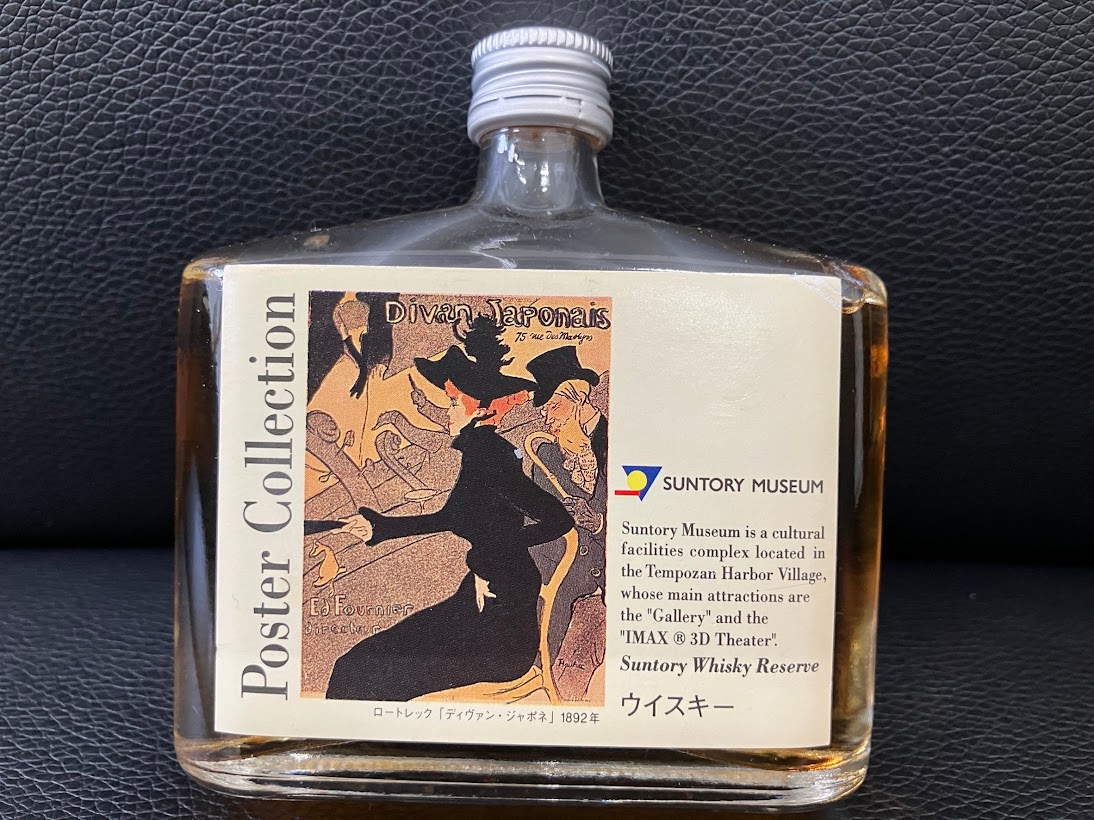 Poster Collection
Divan Japonais
75 rue Des Martyrs
Ed Fournier
directeur
ロートレック「ディヴァン・ジャポネ」1892年
SUNTORY MUSEUM
Suntory Museum is a cultural
facilities complex located in
the Tempozan Harbor Village,
whose main attractions are
the "Gallery" and the
"IMAX ® 3D Theater".
Suntory Whisky Reserve
ウイスキー